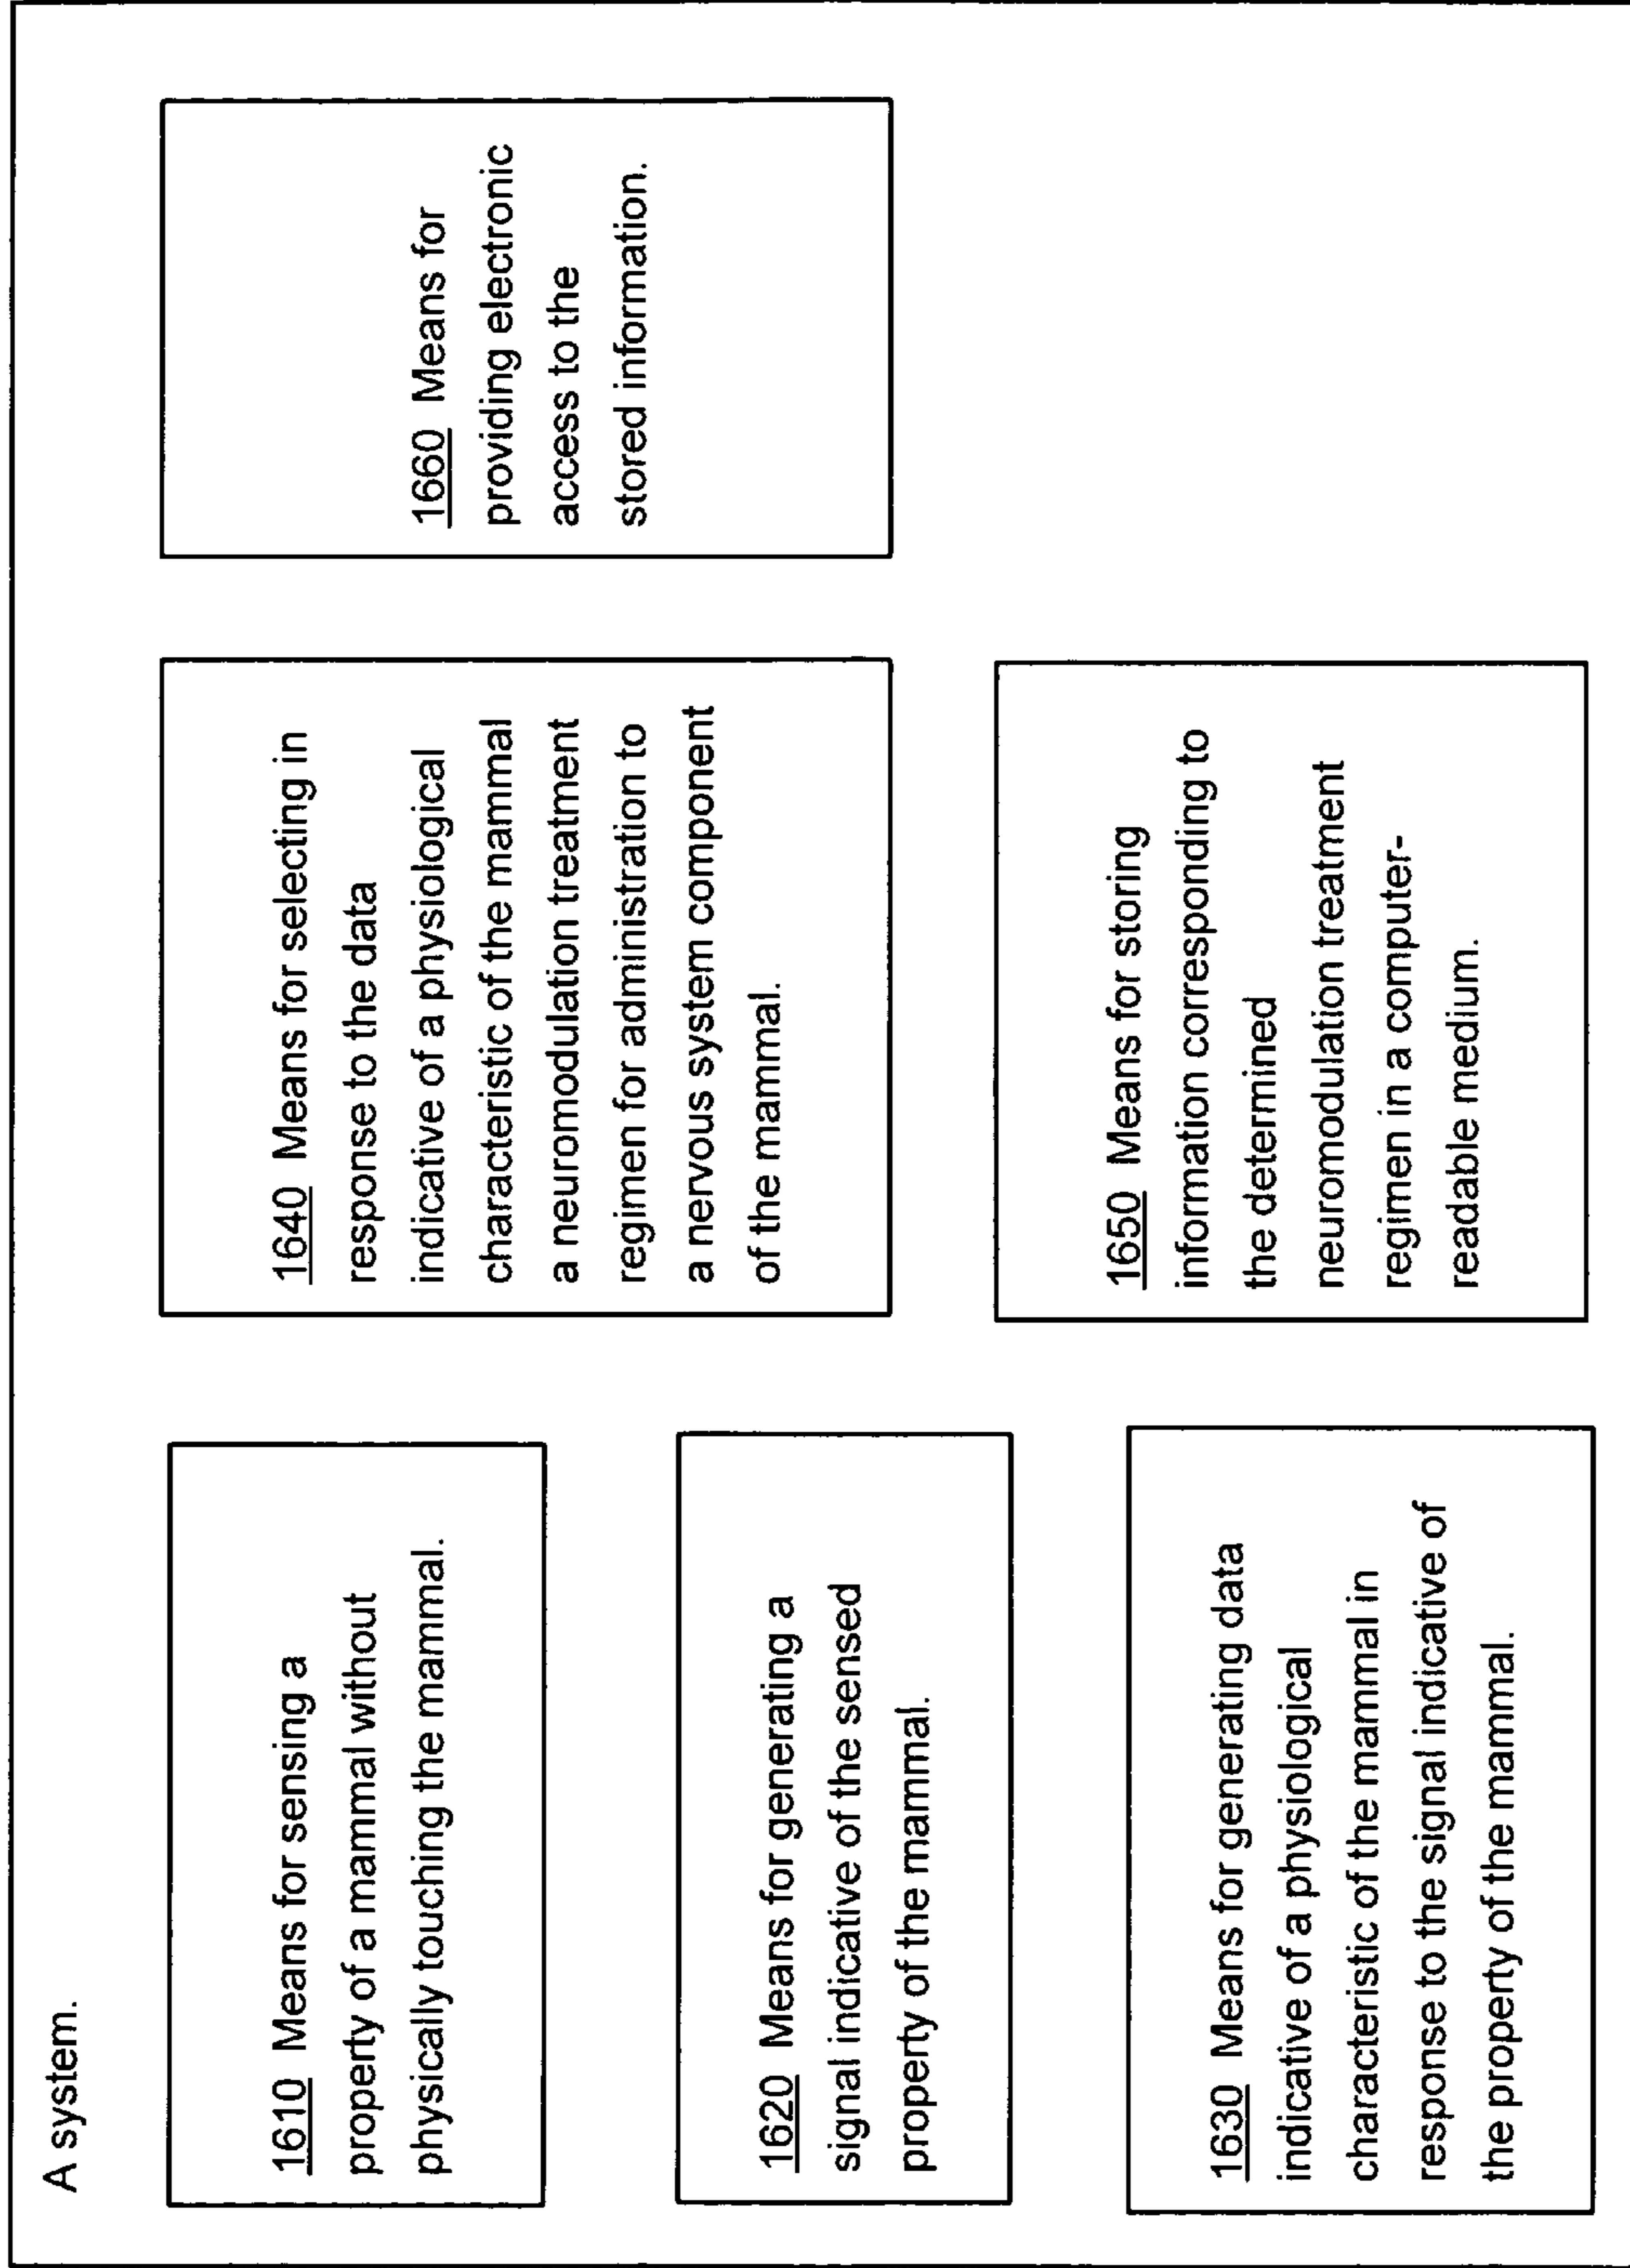 A system.
1610 Means for sensing a
property of a mammal without
physically touching the mammal.
1620 Means for generating a
signal indicative of the sensed
property of the mammal.
1630 Means for generating data
indicative of a physiological
characteristic of the mammal in
response to the signal indicative of
the property of the mammal.
1640 Means for selecting in
response to the data
indicative of a physiological
characteristic of the mammal
a neuromodulation treatment
regimen for administration to
a nervous system component
of the mammal.
1650 Means for storing
information corresponding to
the determined
neuromodulation treatment
regimen in a computer-
readable medium.
1660 Means for
providing electronic
access to the
stored information.